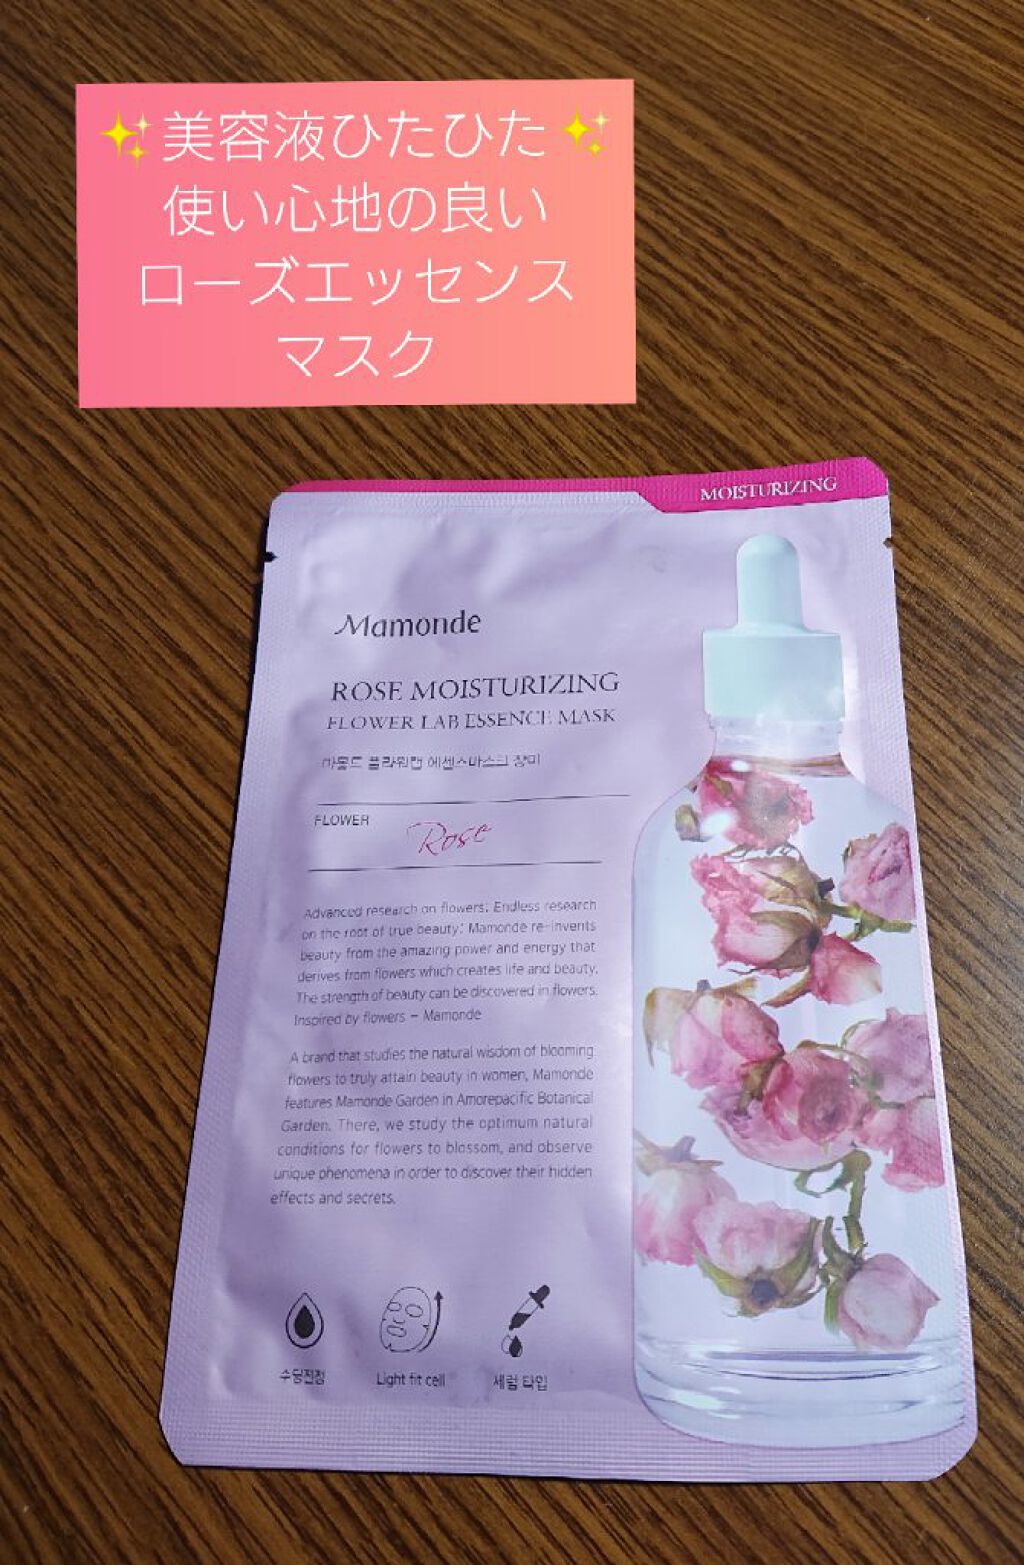 ✨美容液ひたひた✨
使い心地の良い
ローズエッセンス
マスク
MOISTURIZING
Mamonde
ROSE MOISTURIZING
FLOWER LAB ESSENCE MASK
마몽드 플라워랩 에센스마스크 장미
FLOWER
Rose
Advanced research on flowers; Endless research
on the root of true beauty: Mamonde re-invents
beauty from the amazing power and energy that
derives from flowers which creates life and beauty.
The strength of beauty can be discovered in flowers.
Inspired by flowers – Mamonde
A brand that studies the natural wisdom of blooming
flowers to truly attain beauty in women, Mamonde
features Mamonde Garden in Amorepacific Botanical
Garden. There, we study the optimum natural
conditions for flowers to blossom, and observe
unique phenomena in order to discover their hidden
effects and secrets.
Light fit cell
세럼 타입